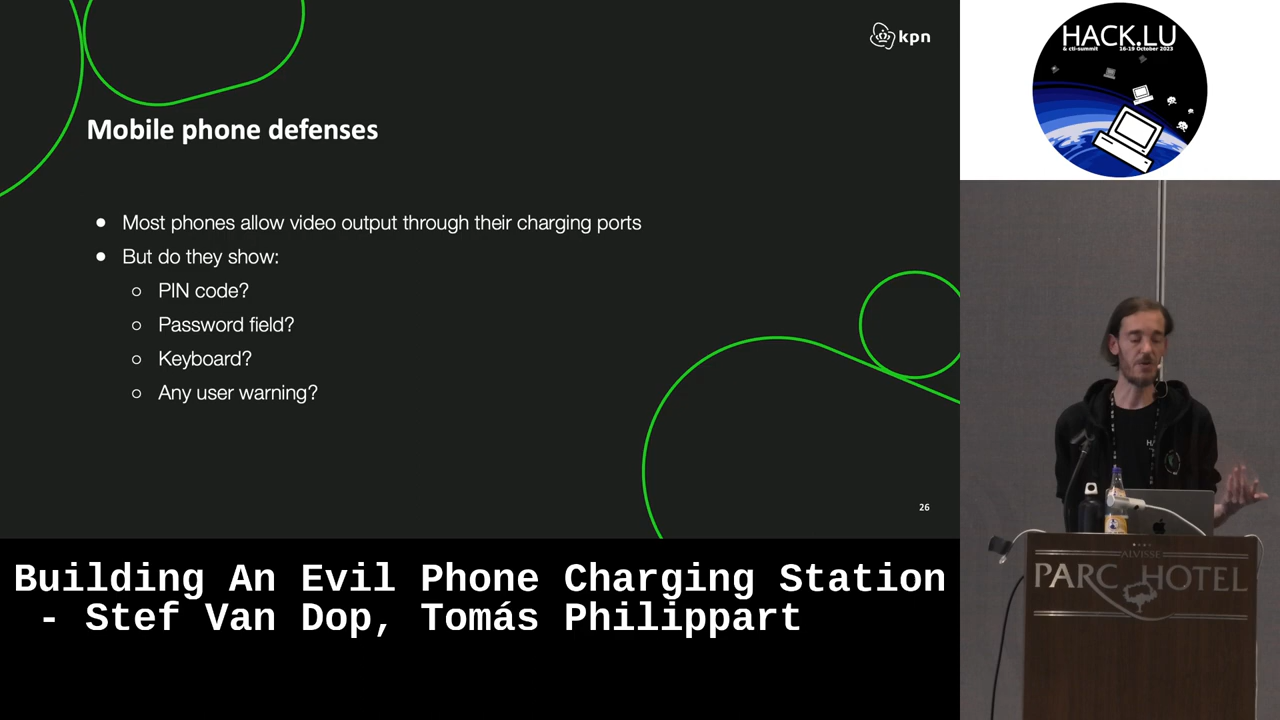 kpn
Mobile phone defenses
● Most phones allow video output through their charging ports
● But do they show:
○ PIN code?
○ Password field?
○ Keyboard?
○ Any user warning?
26
HACK.LU
& cti-summit 16-19 October 2023
ALVISSE
PARC HOTEL
Building An Evil Phone Charging Station
- Stef Van Dop, Tomás Philippart